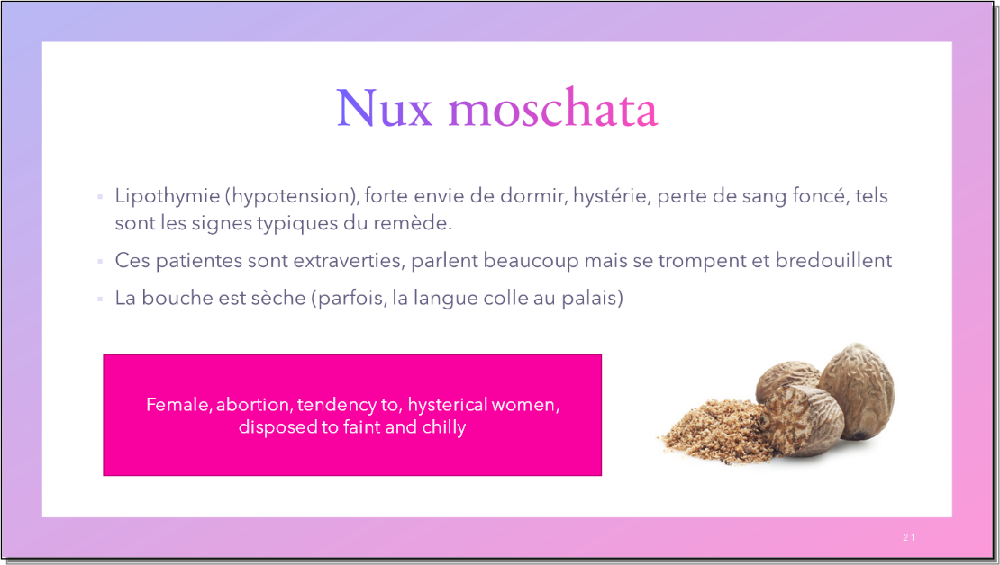 Nux moschata
Lipothymie (hypotension), forte envie de dormir, hystérie, perte de sang foncé, tels
sont les signes typiques du remède.
Ces patientes sont extraverties, parlent beaucoup mais se trompent et bredouillent
La bouche est sèche (parfois, la langue colle au palais)
Female, abortion, tendency to, hysterical women,
disposed to faint and chilly
21